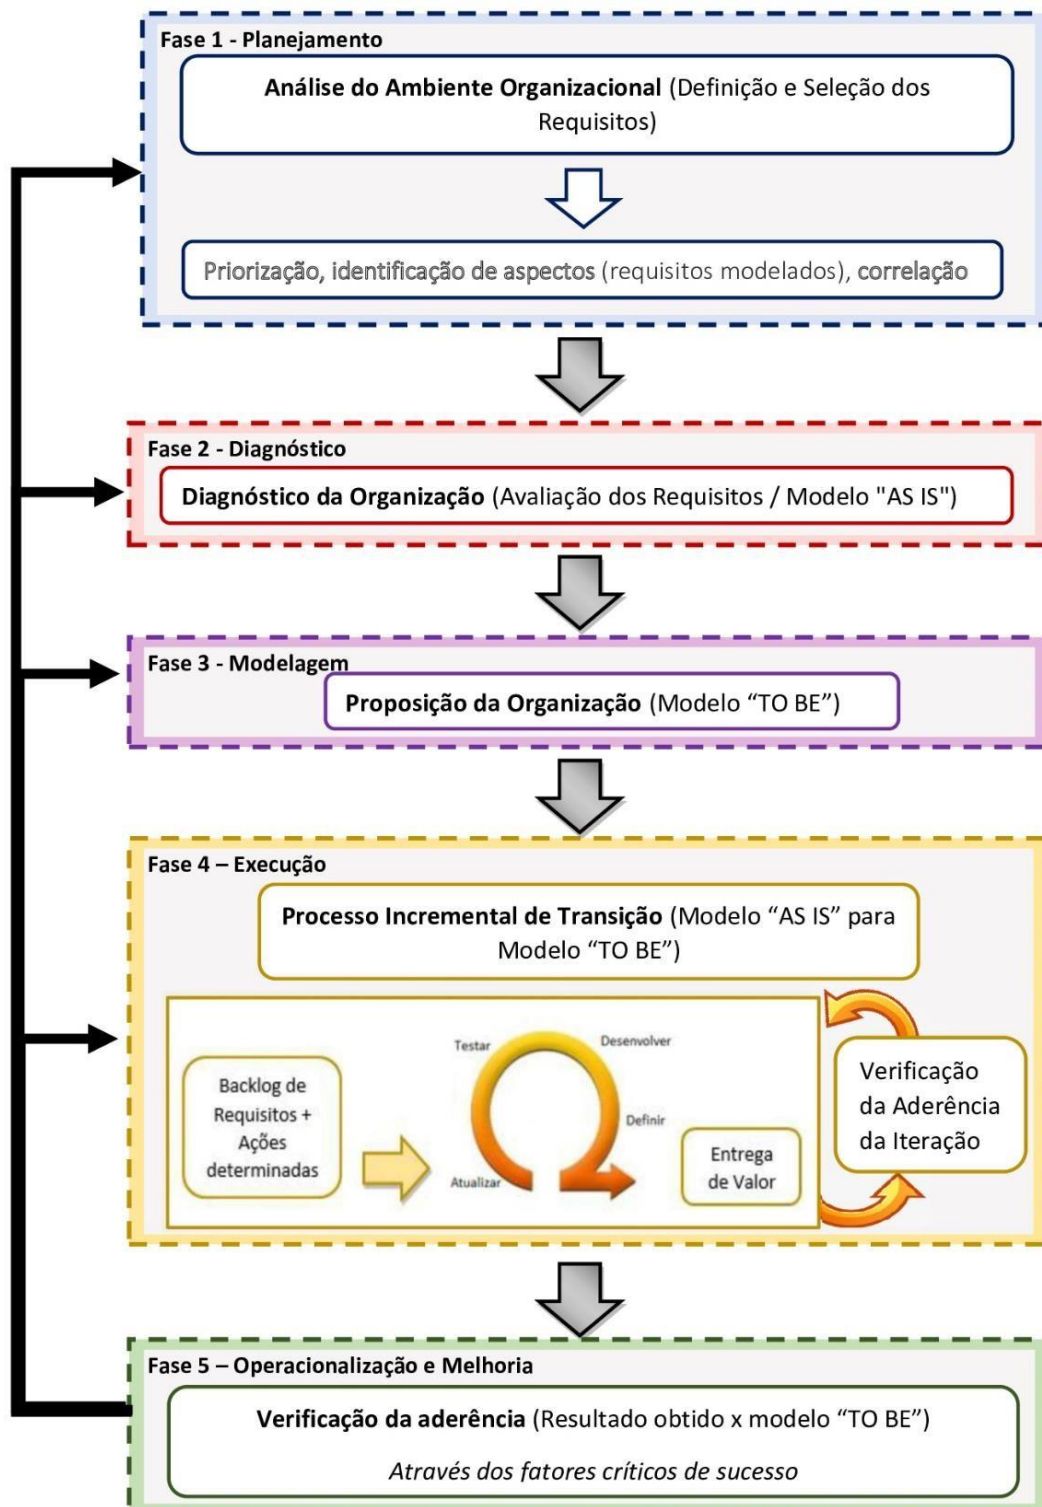 Fase 1 - Planejamento
Análise do Ambiente Organizacional (Definição e Seleção dos
Requisitos)
Priorização, identificação de aspectos (requisitos modelados), correlação
Fase 2 - Diagnóstico
Diagnóstico da Organização (Avaliação dos Requisitos / Modelo "AS IS")
Fase 3 - Modelagem
Proposição da Organização (Modelo “TO BE”)
Fase 4 – Execução
Processo Incremental de Transição (Modelo “AS IS” para
Modelo “TO BE”)
Backlog de
Requisitos +
Ações
determinadas
Testar
Desenvolver
Definir
Atualizar
Entrega
de Valor
Verificação
da Aderência
da Iteração
Fase 5 – Operacionalização e Melhoria
Verificação da aderência (Resultado obtido x modelo “TO BE”)
Através dos fatores críticos de sucesso